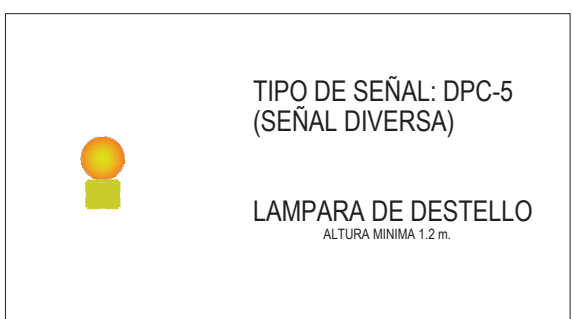 TIPO DE SEÑAL: DPC-5
(SEÑAL DIVERSA)
LAMPARA DE DESTELLO
ALTURA MINIMA 1.2 m.